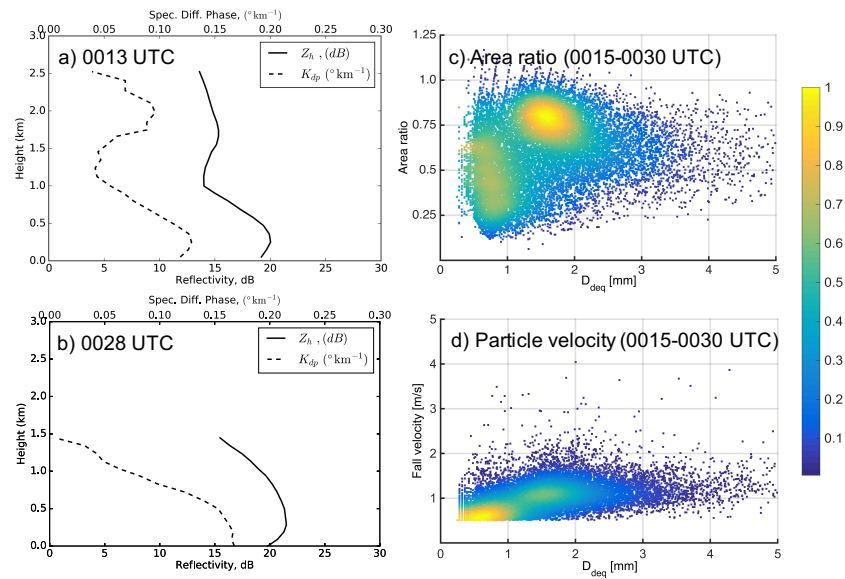 Spec. Diff. Phase, (° km⁻¹)
0.00 0.05 0.10 0.15 0.20 0.25 0.30
a) 0013 UTC
Z_h , (dB)
K_dp (° km⁻¹)
3.0
2.5
2.0
1.5
1.0
0.5
0.0
Height (km)
0 5 10 15 20 25 30
Reflectivity, dB
Spec. Diff. Phase, (° km⁻¹)
0.00 0.05 0.10 0.15 0.20 0.25 0.30
b) 0028 UTC
Z_h , (dB)
K_dp (° km⁻¹)
3.0
2.5
2.0
1.5
1.0
0.5
0.0
Height (km)
0 5 10 15 20 25 30
Reflectivity, dB
c) Area ratio (0015-0030 UTC)
1.25
1.00
0.75
0.50
0.25
Area ratio
0 1 2 3 4 5
D_deq [mm]
d) Particle velocity (0015-0030 UTC)
5
4
3
2
1
Fall velocity [m/s]
0 1 2 3 4 5
D_deq [mm]
1
0.9
0.8
0.7
0.6
0.5
0.4
0.3
0.2
0.1